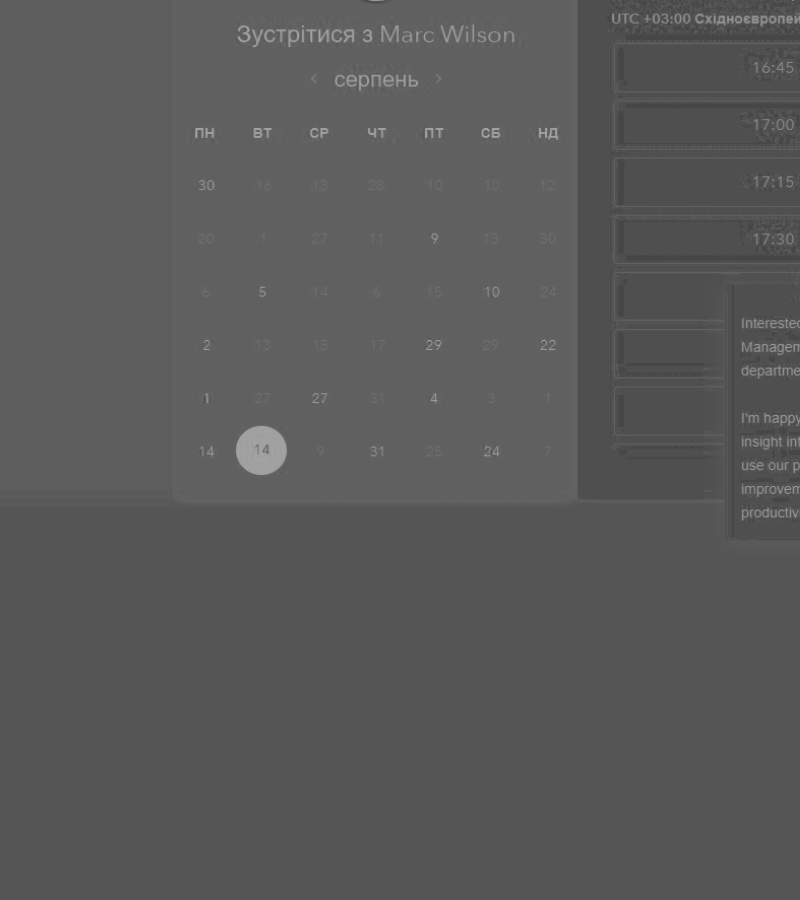 UTC +03:00 Східноєвропей
Зустрітися з Marc Wilson
‹ серпень ›
ПН ВТ СР ЧТ ПТ СБ НД
30 16 13 28 10 10 12
20 1 27 11 9 13 30
6 5 14 6 15 10 24
2 13 15 17 29 29 22
1 27 27 31 4 3 1
14 14 9 31 25 24 7
16:45
17:00
17:15
17:30
Interested
Managem
departme
I'm happy
insight int
use our p
improvem
productivi